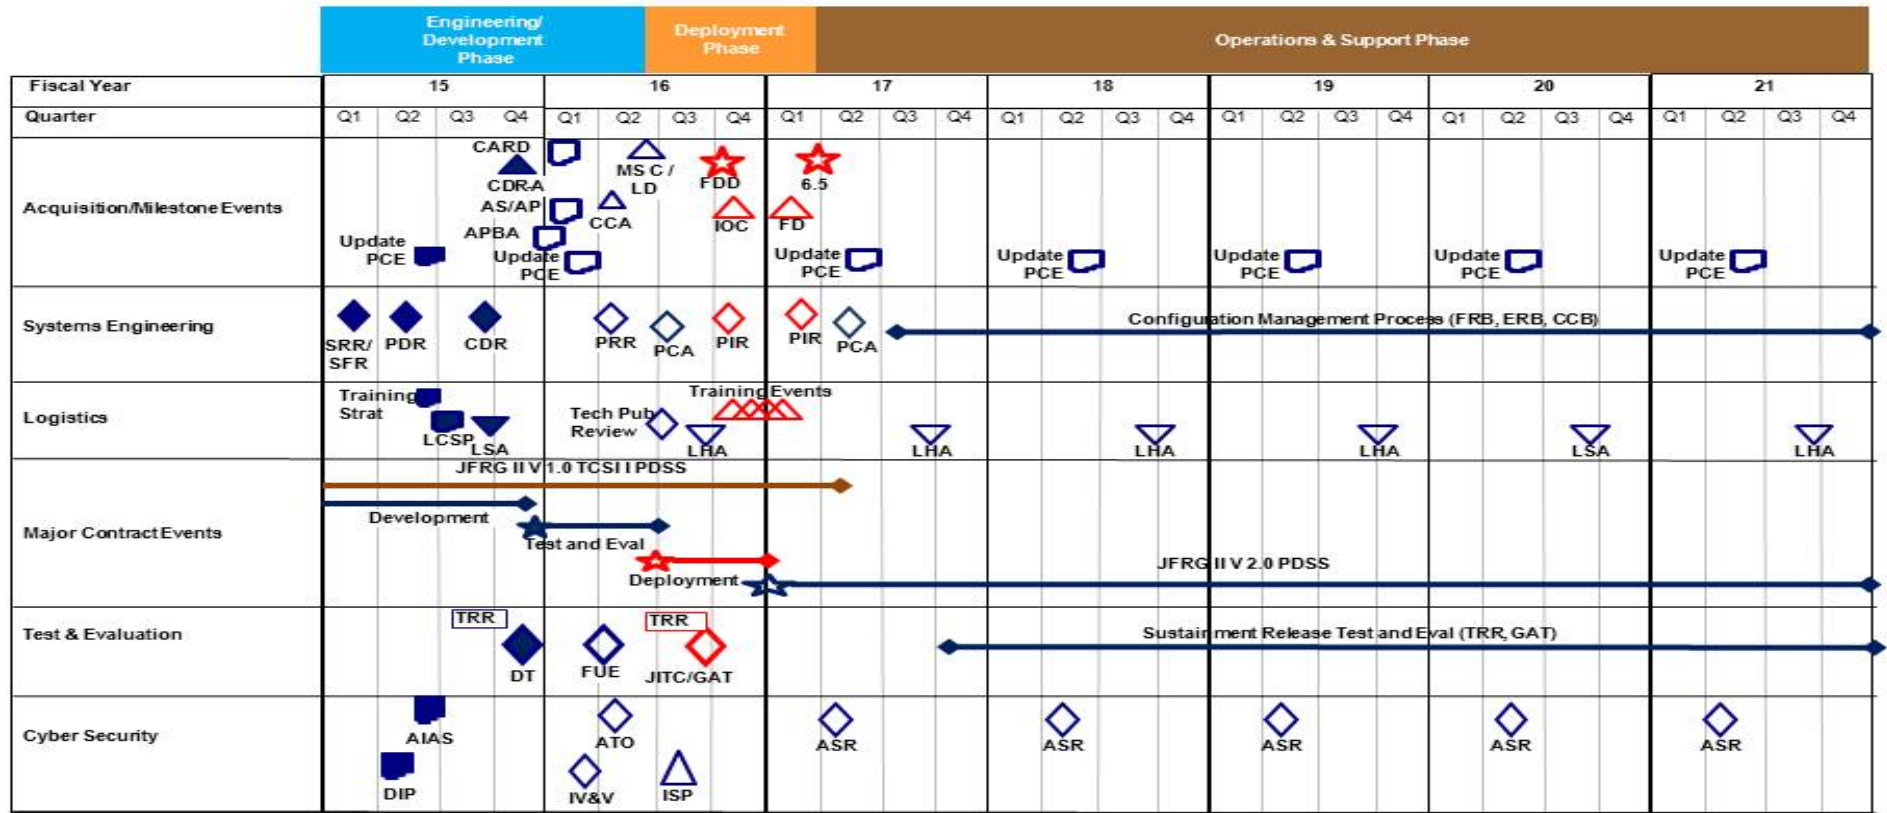 Engineering/
Development
Phase
Deployment
Phase
Operations & Support Phase
Fiscal Year 15 16 17 18 19 20 21
Quarter Q1 Q2 Q3 Q4 Q1 Q2 Q3 Q4 Q1 Q2 Q3 Q4 Q1 Q2 Q3 Q4 Q1 Q2 Q3 Q4 Q1 Q2 Q3 Q4 Q1 Q2 Q3 Q4
Acquisition/Milestone Events
CARD
CDR-A
AS/AP
APBA
Update
PCE
Update
PCE
MS C /
LD
CCA
FDD
IOC
6.5
FD
Update
PCE
Update
PCE
Update
PCE
Update
PCE
Update
PCE
Systems Engineering
SRR/
SFR
PDR
CDR
PRR
PCA
PIR
PIR
PCA
Configuration Management Process (FRB, ERB, CCB)
Logistics
Training
Strat
LCSP
LSA
Tech Pub
Review
Training Events
LHA
LHA
LHA
LHA
LSA
LHA
Major Contract Events
JFRG II V 1.0 TCSI I PDSS
Development
Test and Eval
Deployment
JFRG II V 2.0 PDSS
Test & Evaluation
TRR
DT
FUE
TRR
JITC/GAT
Sustainment Release Test and Eval (TRR, GAT)
Cyber Security
AIAS
DIP
ATO
IV&V
ISP
ASR
ASR
ASR
ASR
ASR